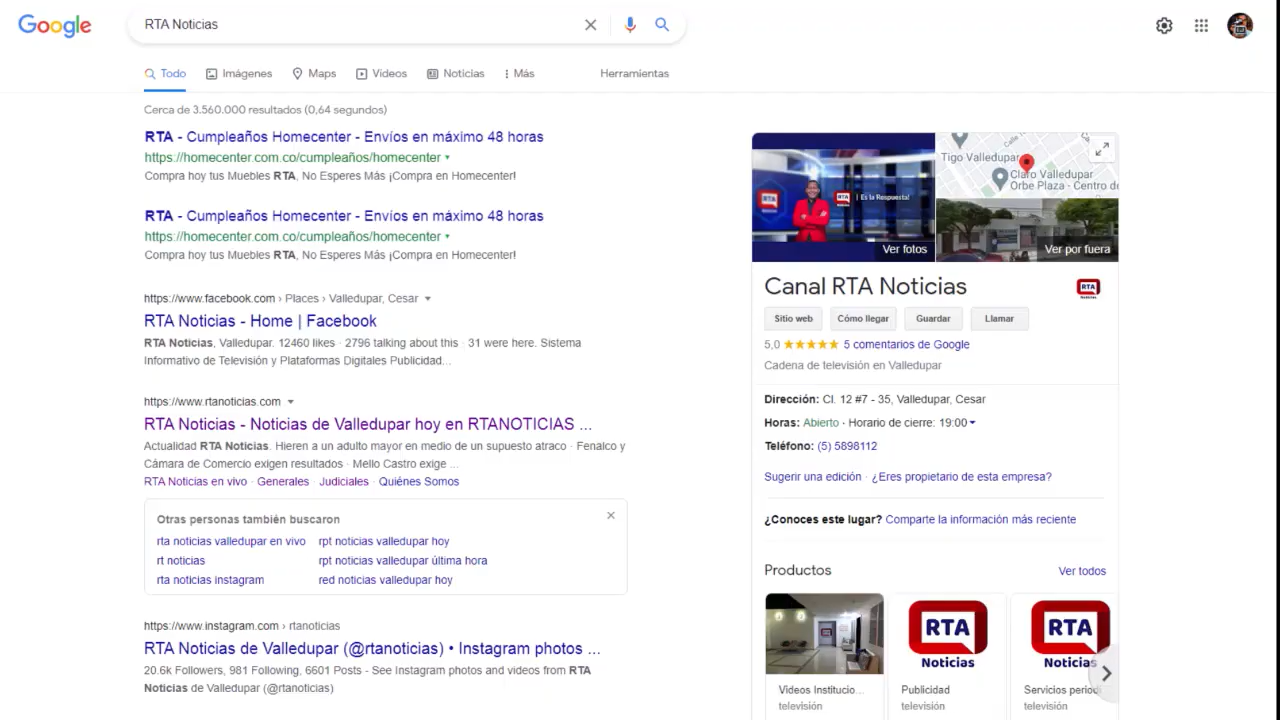 Google
RTA Noticias
Todo
Imágenes
Maps
Videos
Noticias
Más
Herramientas
Cerca de 3.560.000 resultados (0,64 segundos)
RTA - Cumpleaños Homecenter - Envíos en máximo 48 horas
https://homecenter.com.co/cumpleaños/homecenter
Compra hoy tus Muebles RTA, No Esperes Más ¡Compra en Homecenter!
RTA - Cumpleaños Homecenter - Envíos en máximo 48 horas
https://homecenter.com.co/cumpleaños/homecenter
Compra hoy tus Muebles RTA, No Esperes Más ¡Compra en Homecenter!
https://www.facebook.com › Places › Valledupar, Cesar
RTA Noticias - Home | Facebook
RTA Noticias, Valledupar. 12460 likes · 2796 talking about this · 31 were here. Sistema
Informativo de Televisión y Plataformas Digitales Publicidad...
https://www.rtanoticias.com
RTA Noticias - Noticias de Valledupar hoy en RTANOTICIAS ...
Actualidad RTA Noticias. Hieren a un adulto mayor en medio de un supuesto atraco · Fenalco y
Cámara de Comercio exigen resultados · Mello Castro exige ...
RTA Noticias en vivo · Generales · Judiciales · Quiénes Somos
Otras personas también buscaron
rta noticias valledupar en vivo
rpt noticias valledupar hoy
rt noticias
rpt noticias valledupar última hora
rta noticias instagram
red noticias valledupar hoy
https://www.instagram.com › rtanoticias
RTA Noticias de Valledupar (@rtanoticias) • Instagram photos ...
20.6k Followers, 981 Following, 6601 Posts - See Instagram photos and videos from RTA
Noticias de Valledupar (@rtanoticias)
RTA
RTA
Es la Respuesta!
Ver fotos
Calle
Tigo Valledupar
Claro Valledupar
Orbe Plaza - Centro de
Ver por fuera
Canal RTA Noticias
RTA
Sitio web
Cómo llegar
Guardar
Llamar
5,0
5 comentarios de Google
Cadena de televisión en Valledupar
Dirección: Cl. 12 #7 - 35, Valledupar, Cesar
Horas: Abierto · Horario de cierre: 19:00
Teléfono: (5) 5898112
Sugerir una edición · ¿Eres propietario de esta empresa?
¿Conoces este lugar? Comparte la información más reciente
Productos
Ver todos
RTA
Noticias
RTA
Noticias
Videos Institucio...
televisión
Publicidad
televisión
Servicios period
televisión